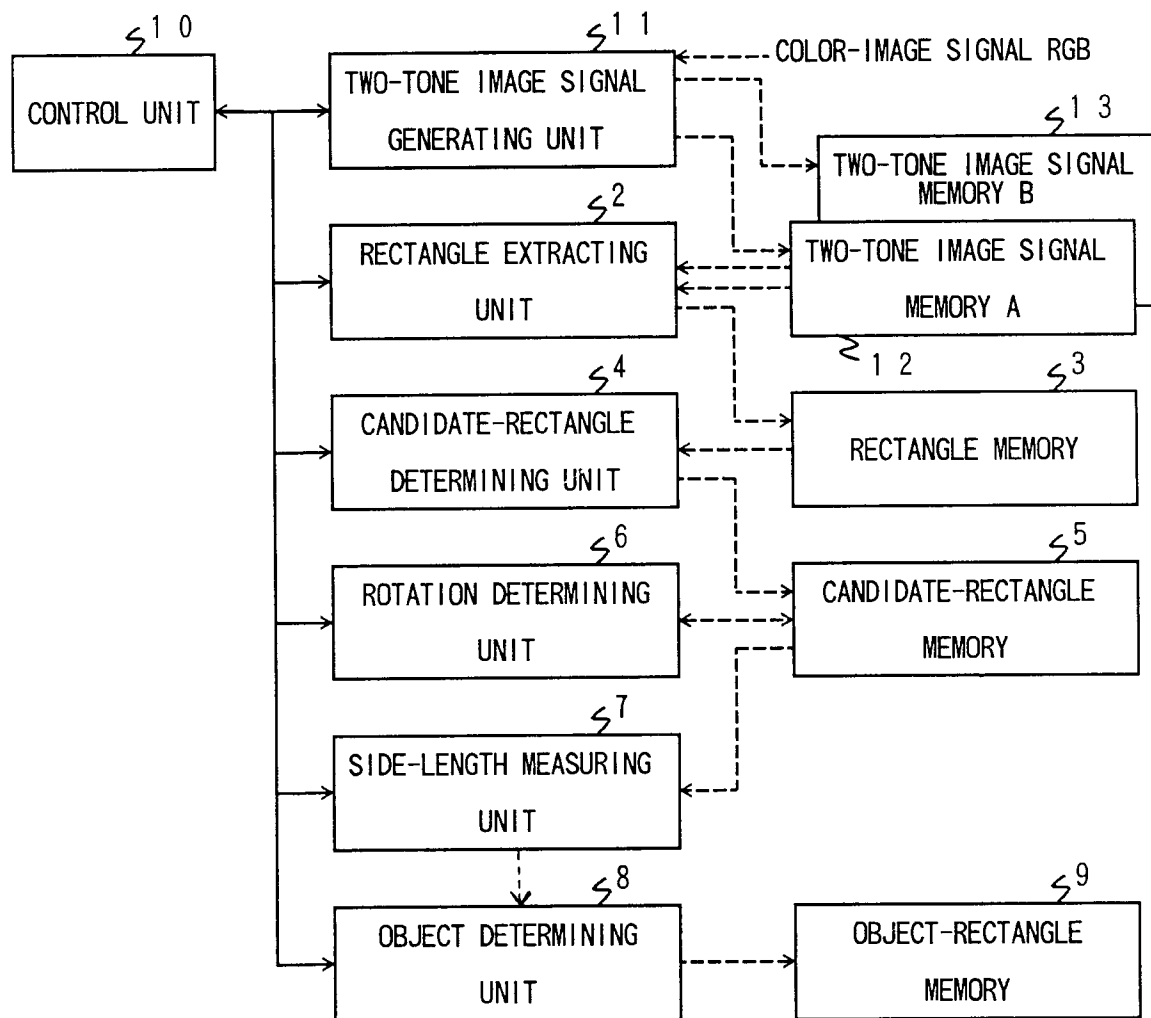 10
CONTROL UNIT
11
TWO-TONE IMAGE SIGNAL
GENERATING UNIT
COLOR-IMAGE SIGNAL RGB
13
TWO-TONE IMAGE SIGNAL
MEMORY B
TWO-TONE IMAGE SIGNAL
MEMORY A
12
2
RECTANGLE EXTRACTING
UNIT
3
RECTANGLE MEMORY
4
CANDIDATE-RECTANGLE
DETERMINING UNIT
5
CANDIDATE-RECTANGLE
MEMORY
6
ROTATION DETERMINING
UNIT
7
SIDE-LENGTH MEASURING
UNIT
8
OBJECT DETERMINING
UNIT
9
OBJECT-RECTANGLE
MEMORY